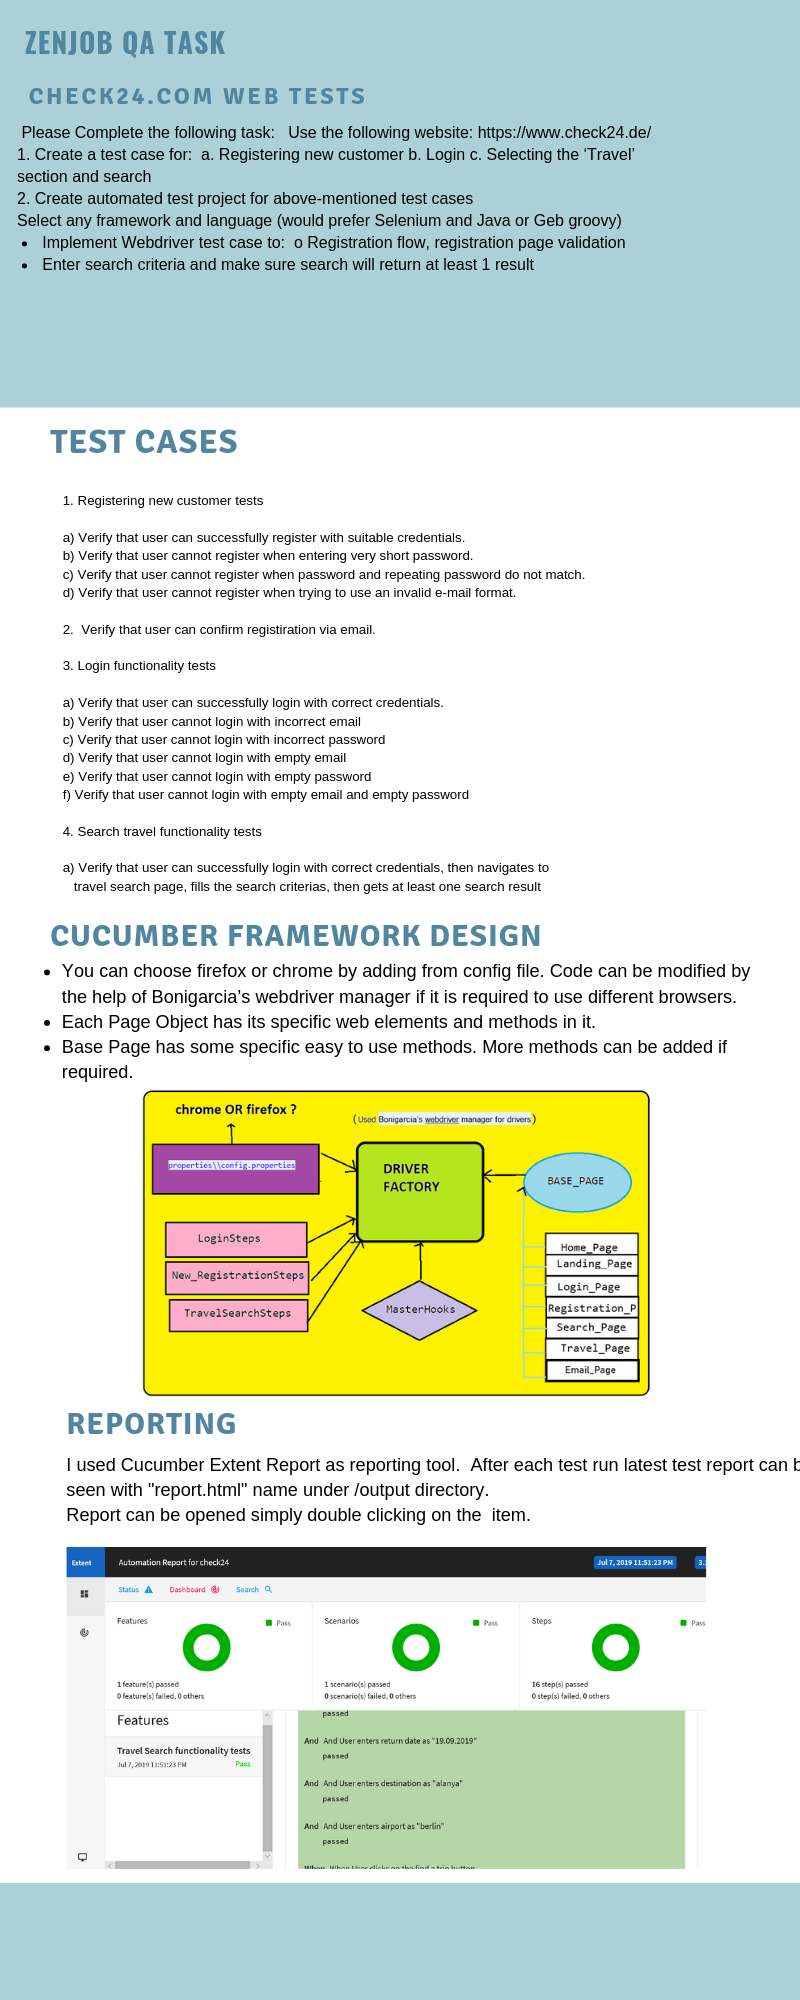 ZENJOB QA TASK
CHECK24.COM WEB TESTS
Please Complete the following task: Use the following website: https://www.check24.de/
1. Create a test case for: a. Registering new customer b. Login c. Selecting the ‘Travel’
section and search
2. Create automated test project for above-mentioned test cases
Select any framework and language (would prefer Selenium and Java or Geb groovy)
• Implement Webdriver test case to: o Registration flow, registration page validation
• Enter search criteria and make sure search will return at least 1 result
TEST CASES
1. Registering new customer tests
a) Verify that user can successfully register with suitable credentials.
b) Verify that user cannot register when entering very short password.
c) Verify that user cannot register when password and repeating password do not match.
d) Verify that user cannot register when trying to use an invalid e-mail format.
2. Verify that user can confirm registiration via email.
3. Login functionality tests
a) Verify that user can successfully login with correct credentials.
b) Verify that user cannot login with incorrect email
c) Verify that user cannot login with incorrect password
d) Verify that user cannot login with empty email
e) Verify that user cannot login with empty password
f) Verify that user cannot login with empty email and empty password
4. Search travel functionality tests
a) Verify that user can successfully login with correct credentials, then navigates to
travel search page, fills the search criterias, then gets at least one search result
CUCUMBER FRAMEWORK DESIGN
• You can choose firefox or chrome by adding from config file. Code can be modified by
the help of Bonigarcia’s webdriver manager if it is required to use different browsers.
• Each Page Object has its specific web elements and methods in it.
• Base Page has some specific easy to use methods. More methods can be added if
required.
chrome OR firefox ?
(Used Bonigarcia's webdriver manager for drivers)
properties\\config.properties
DRIVER
FACTORY
BASE_PAGE
LoginSteps
New_RegistrationSteps
TravelSearchSteps
MasterHooks
Home_Page
Landing_Page
Login_Page
Registration_P
Search_Page
Travel_Page
Email_Page
REPORTING
I used Cucumber Extent Report as reporting tool. After each test run latest test report can b
seen with "report.html" name under /output directory.
Report can be opened simply double clicking on the item.
Extent Automation Report for check24 Jul 7, 2019 11:51:23 PM 3.
Status Dashboard Search
Features Pass Scenarios Pass Steps Pass
1 feature(s) passed 1 scenario(s) passed 16 step(s) passed
0 feature(s) failed, 0 others 0 scenario(s) failed, 0 others 0 step(s) failed, 0 others
Features
Travel Search functionality tests
Jul 7, 2019 11:51:23 PM Pass
passed
And And User enters return date as "19.09.2019"
passed
And And User enters destination as "alanya"
passed
And And User enters airport as "berlin"
passed
When When User clicks on the find a trip button